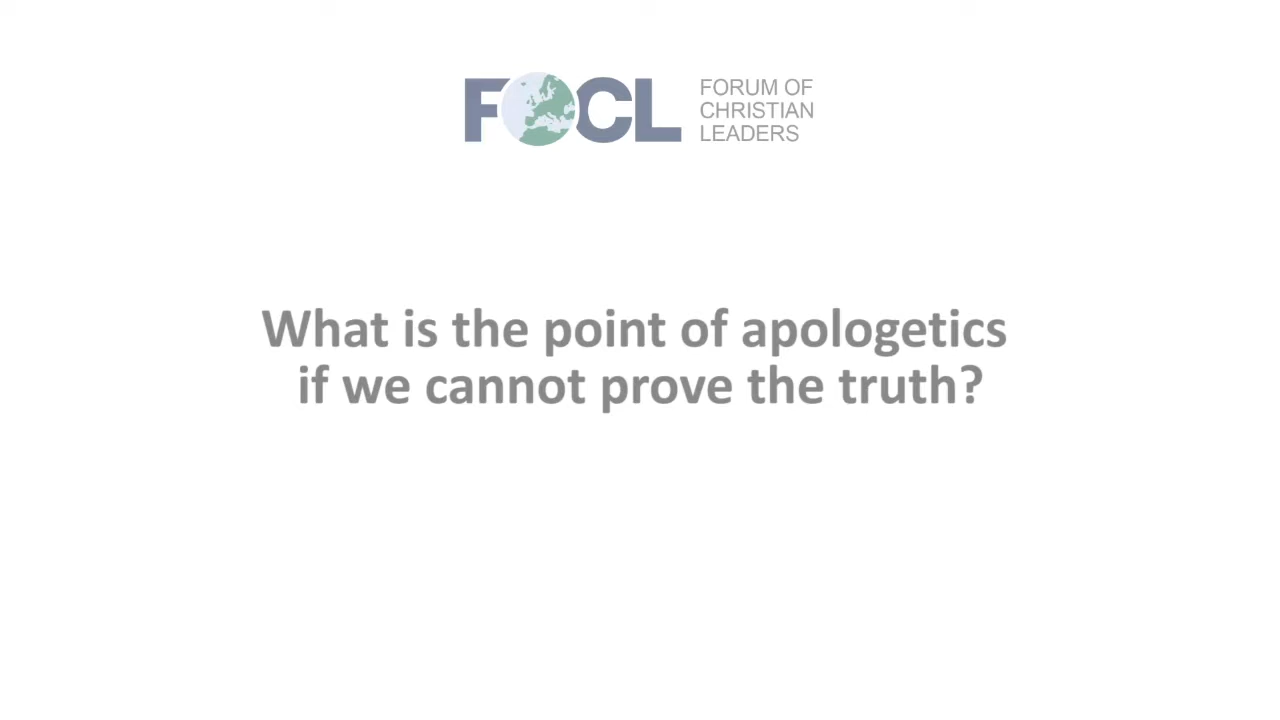 FOCL
FORUM OF
CHRISTIAN
LEADERS
What is the point of apologetics
if we cannot prove the truth?